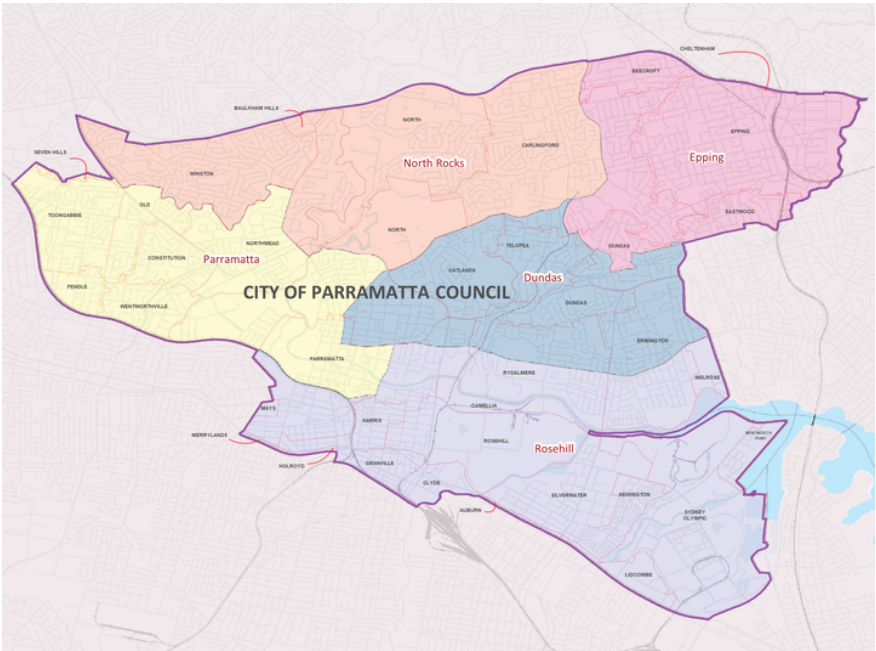 CHELTENHAM
BEECROFT
BAULKHAM HILLS
NORTH
EPPING
CARLINGFORD
SEVEN HILLS
North Rocks
Epping
WINSTON
OLD
TOONGABBIE
EASTWOOD
NORTH
NORTHMEAD
TELOPEA
DUNDAS
CONSTITUTION
Parramatta
OATLANDS
Dundas
PENDLE
CITY OF PARRAMATTA COUNCIL
WENTWORTHVILLE
DUNDAS
ERMINGTON
PARRAMATTA
RYDALMERE
MELROSE
MAYS
CAMELLIA
HARRIS
MERRYLANDS
WENTWORTH
POINT
ROSEHILL
Rosehill
HOLROYD
GRANVILLE
CLYDE
SILVERWATER
NEWINGTON
AUBURN
SYDNEY
OLYMPIC
LIDCOMBE